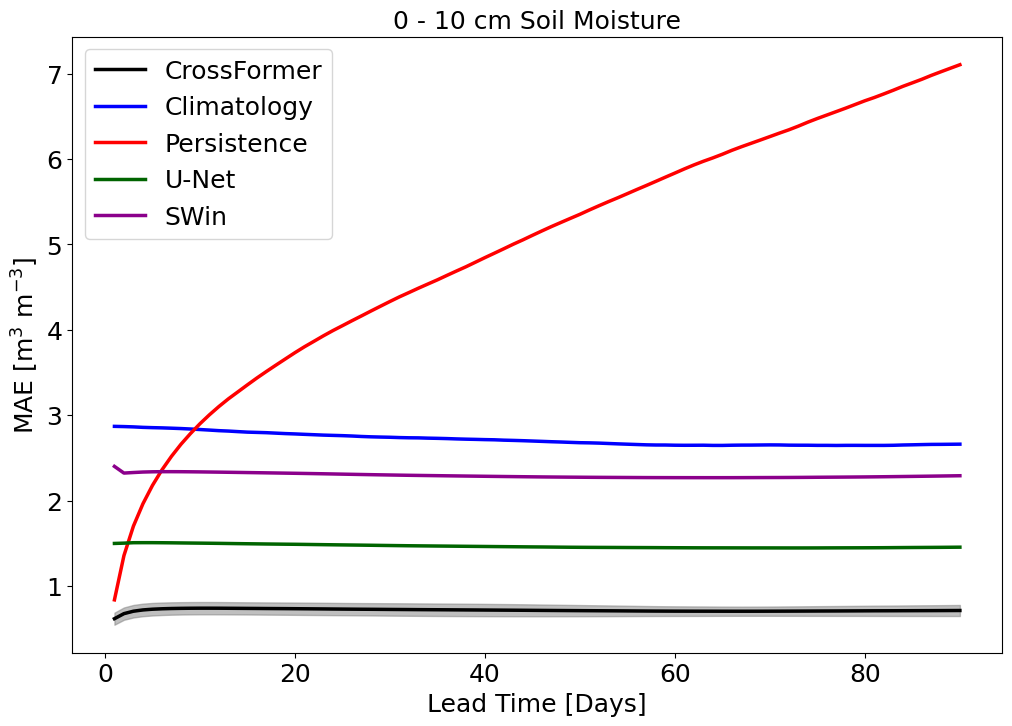 0 - 10 cm Soil Moisture
CrossFormer
Climatology
Persistence
U-Net
SWin
MAE [m³ m⁻³]
7
6
5
4
3
2
1
0 20 40 60 80
Lead Time [Days]